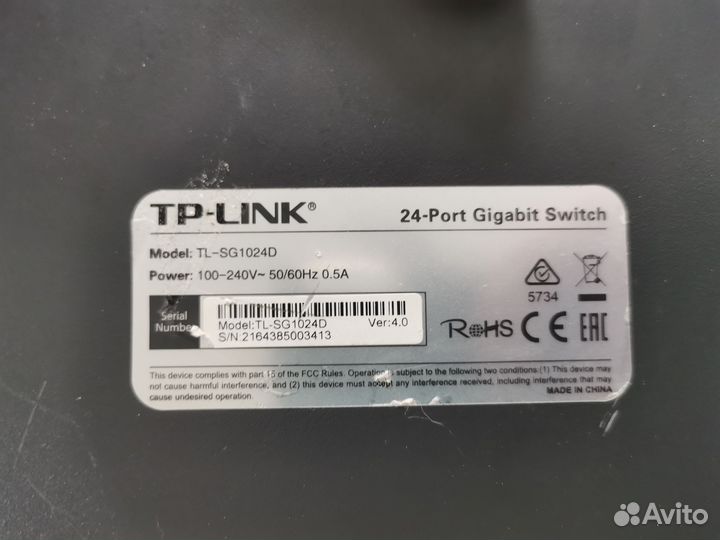 TP-LINK® 24-Port Gigabit Switch
Model: TL-SG1024D
Power: 100-240V~ 50/60Hz 0.5A
5734
Serial
Number
Model:TL-SG1024D Ver:4.0
S/N:2164385003413
RoHS CE EAC
This device complies with part 15 of the FCC Rules. Operation is subject to the following two conditions:(1) This device may
not cause harmful interference, and (2) this device must accept any interference received, including interference that may
cause undesired operation. MADE IN CHINA
Avito